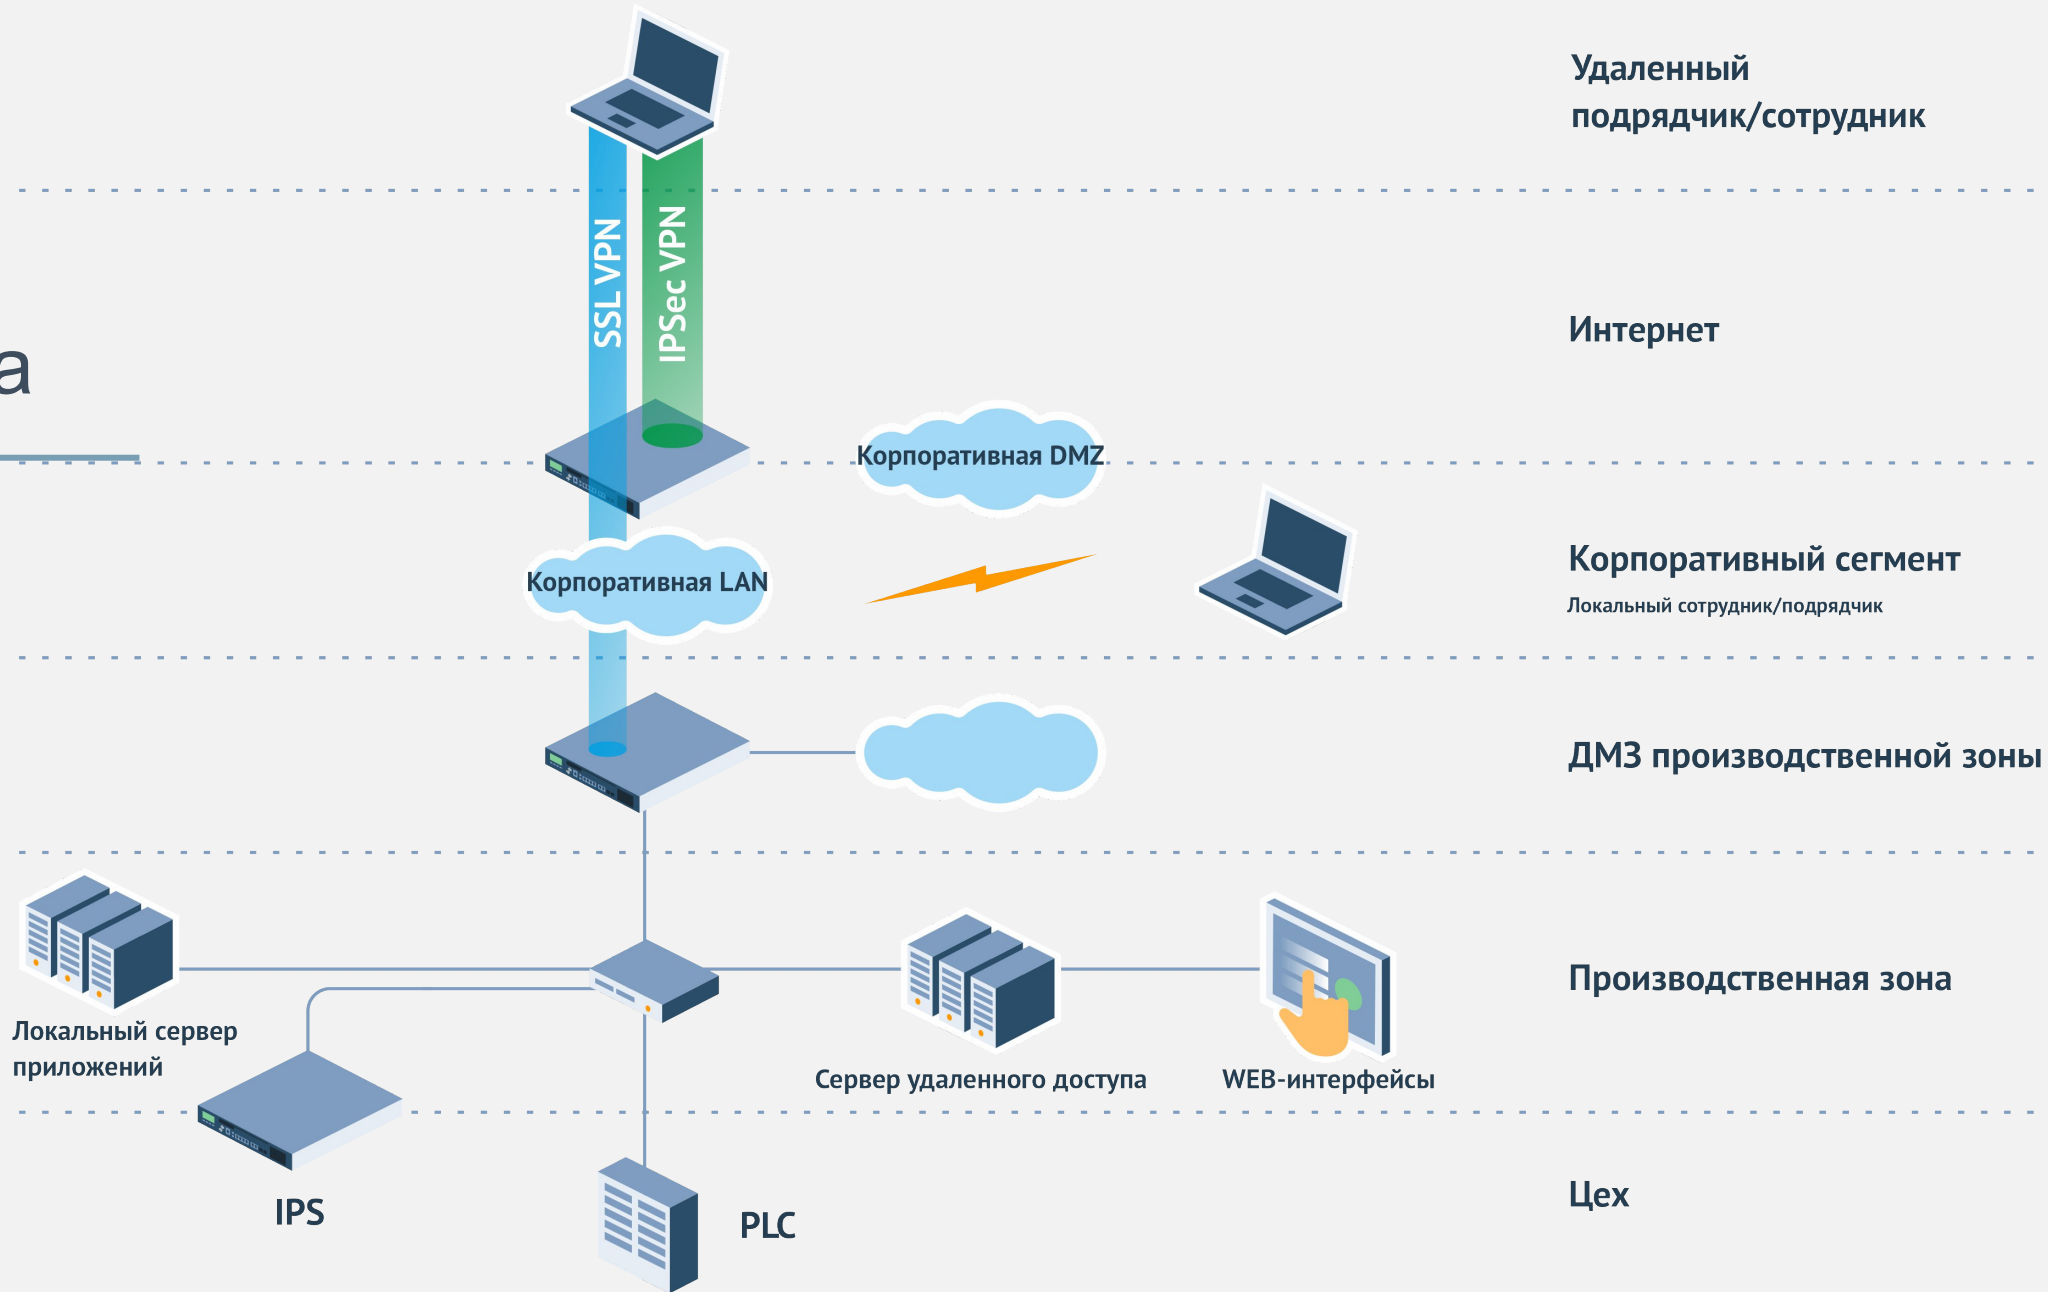 Удаленный
подрядчик/сотрудник
SSL VPN
IPSec VPN
Интернет
а
Корпоративная DMZ
Корпоративная LAN
Корпоративный сегмент
Локальный сотрудник/подрядчик
ДМЗ производственной зоны
Производственная зона
Локальный сервер
приложений
Сервер удаленного доступа
WEB-интерфейсы
IPS
PLC
Цех